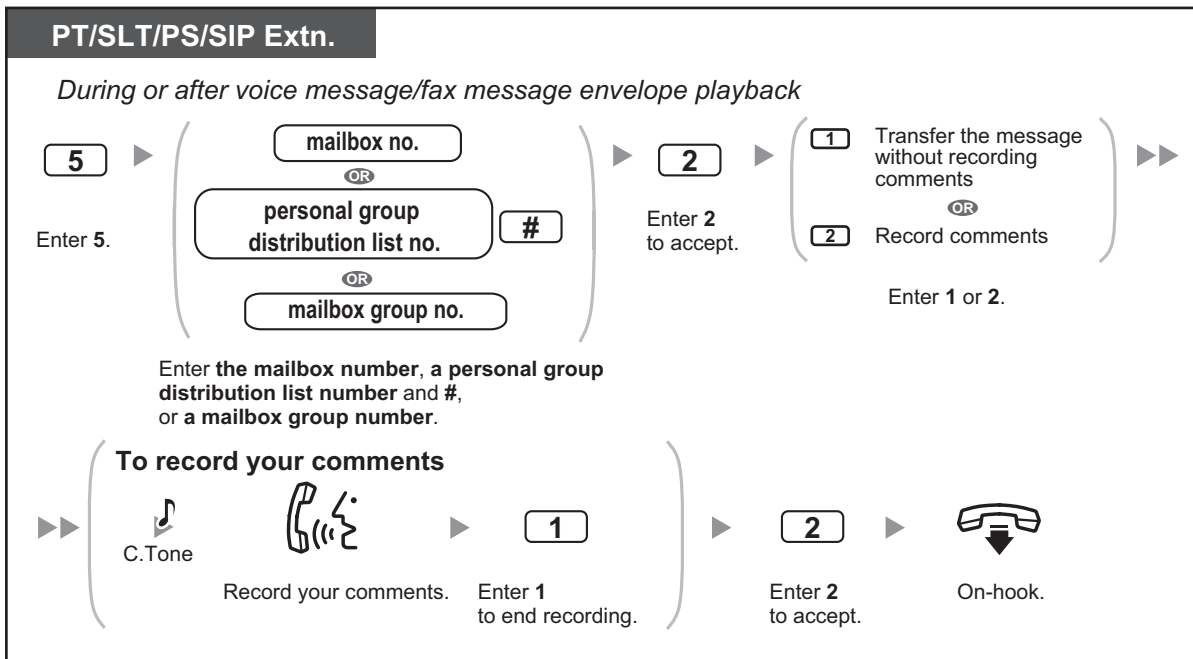 PT/SLT/PS/SIP Extn.
During or after voice message/fax message envelope playback
5
Enter 5.
mailbox no.
OR
personal group
distribution list no.
#
OR
mailbox group no.
Enter the mailbox number, a personal group
distribution list number and #,
or a mailbox group number.
2
Enter 2
to accept.
1 Transfer the message
without recording
comments
OR
2 Record comments
Enter 1 or 2.
To record your comments
C.Tone
Record your comments.
1
Enter 1
to end recording.
2
Enter 2
to accept.
On-hook.